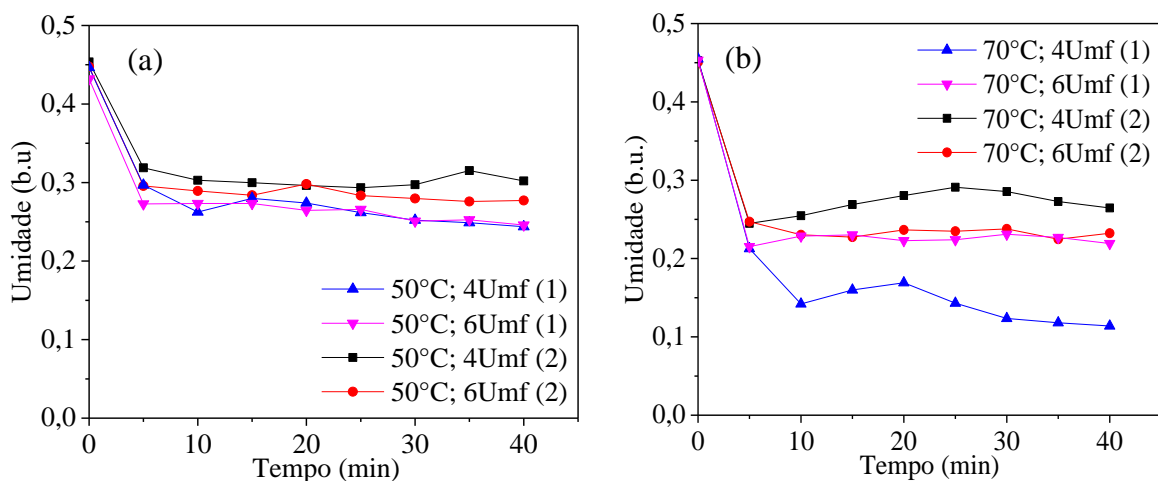 (a)
Umidade (b.u)
0,5
0,4
0,3
0,2
0,1
0,0
50°C; 4Umf (1)
50°C; 6Umf (1)
50°C; 4Umf (2)
50°C; 6Umf (2)
0 10 20 30 40
Tempo (min)
(b)
Umidade (b.u.)
0,5
0,4
0,3
0,2
0,1
0,0
70°C; 4Umf (1)
70°C; 6Umf (1)
70°C; 4Umf (2)
70°C; 6Umf (2)
0 10 20 30 40
Tempo (min)